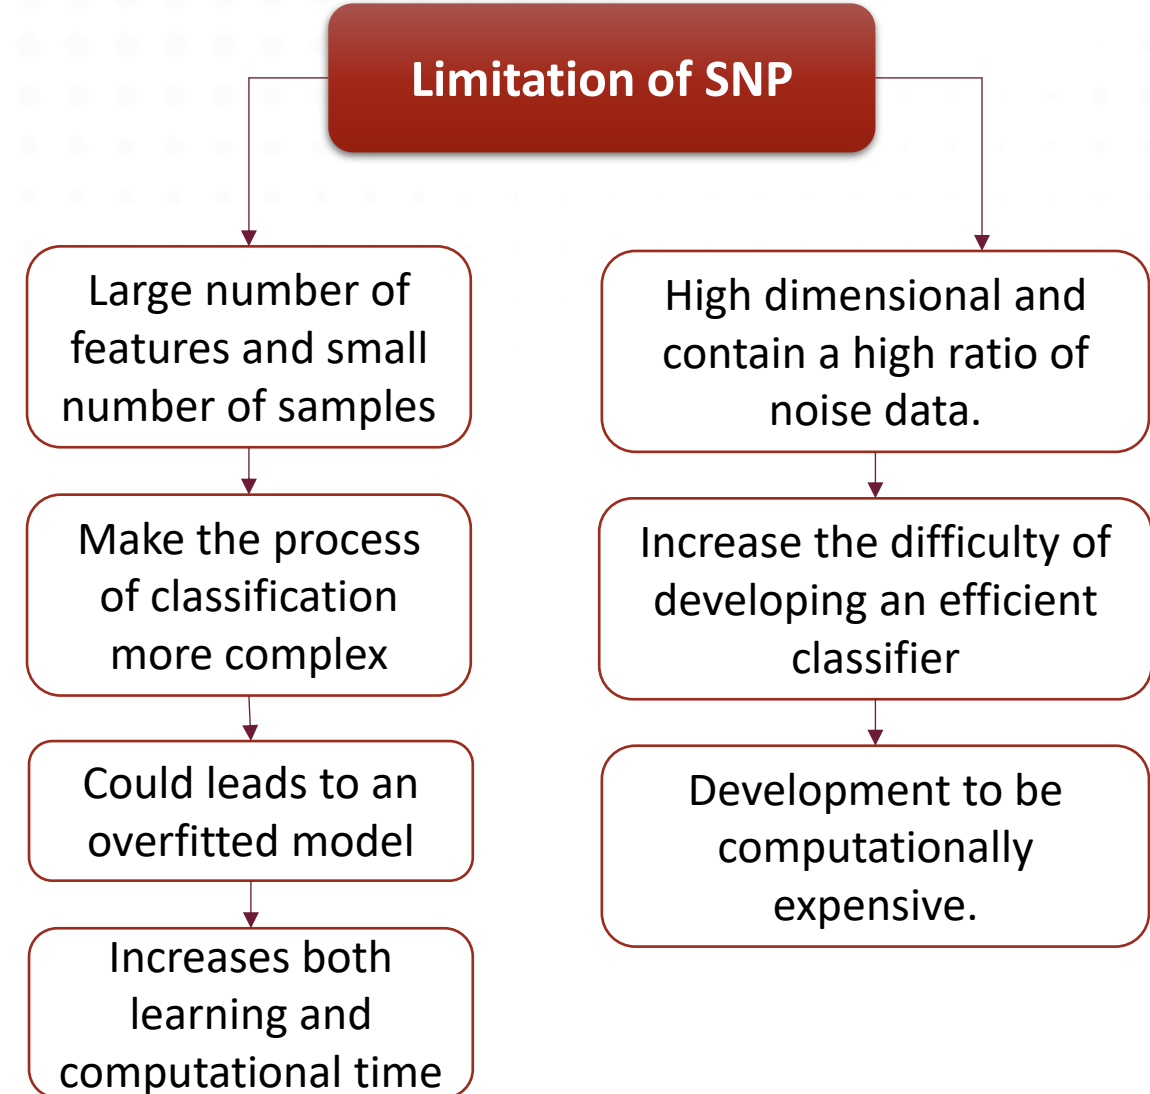 Limitation of SNP
Large number of
features and small
number of samples
Make the process
of classification
more complex
Could leads to an
overfitted model
Increases both
learning and
computational time
High dimensional and
contain a high ratio of
noise data.
Increase the difficulty of
developing an efficient
classifier
Development to be
computationally
expensive.